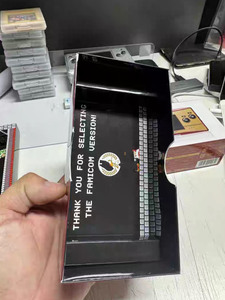 THANK YOU FOR SELECTING
THE FAMICOM VERSION!